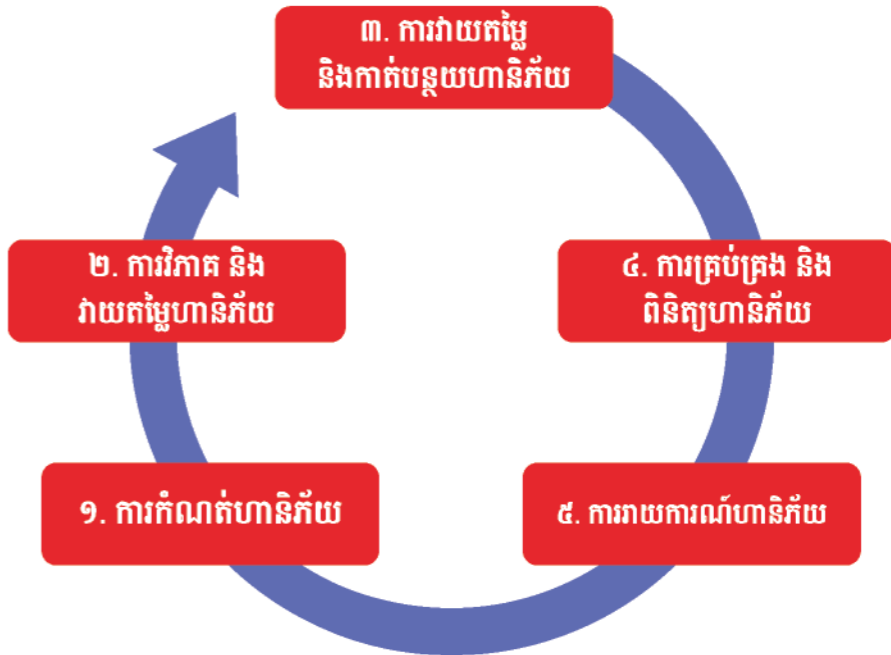 ៣. ការវាយតម្លៃ
និងកាត់បន្ថយហានិភ័យ
២. ការវិភាគ និង
វាយតម្លៃហានិភ័យ
៤. ការគ្រប់គ្រង និង
ពិនិត្យហានិភ័យ
១. ការកំណត់ហានិភ័យ
៥. ការរាយការណ៍ហានិភ័យ